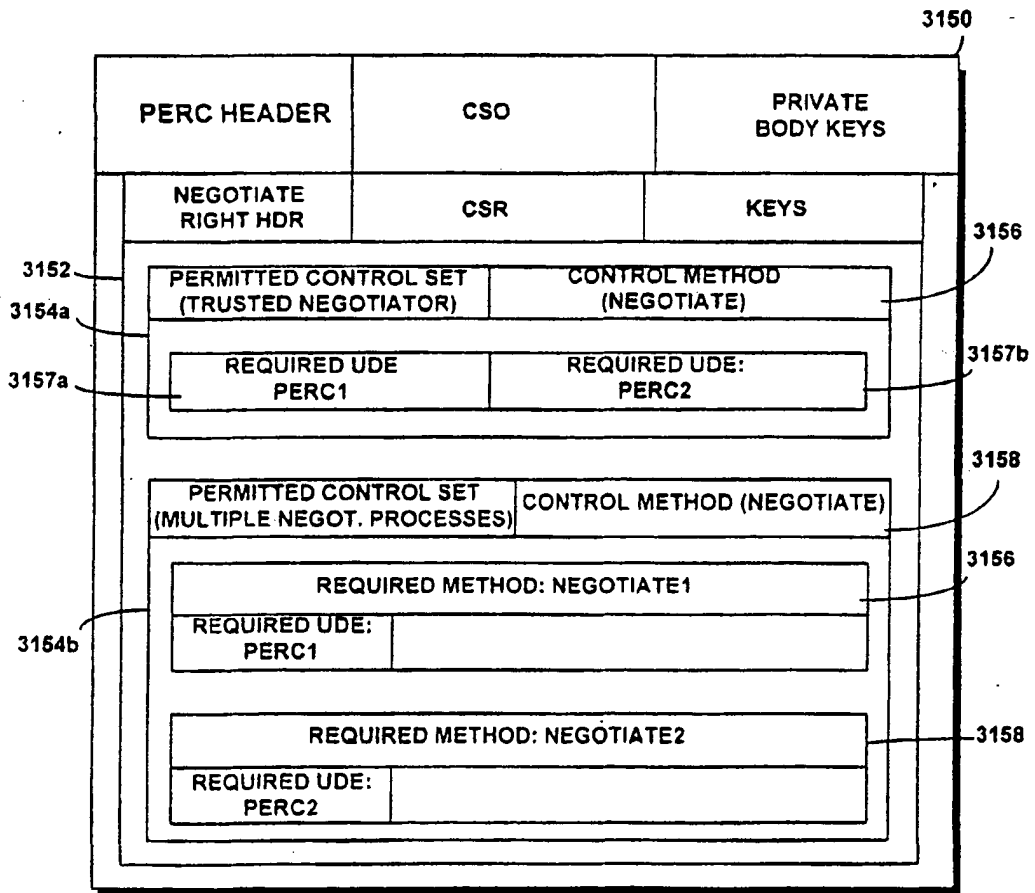 3150
PERC HEADER
CSO
PRIVATE
BODY KEYS
NEGOTIATE
RIGHT HDR
CSR
KEYS
3156
3152
PERMITTED CONTROL SET
(TRUSTED NEGOTIATOR)
CONTROL METHOD
(NEGOTIATE)
3154a
3157a
REQUIRED UDE
PERC1
REQUIRED UDE:
PERC2
3157b
3158
PERMITTED CONTROL SET
(MULTIPLE NEGOT. PROCESSES)
CONTROL METHOD (NEGOTIATE)
3156
REQUIRED METHOD: NEGOTIATE1
3154b
REQUIRED UDE:
PERC1
REQUIRED METHOD: NEGOTIATE2
3158
REQUIRED UDE:
PERC2